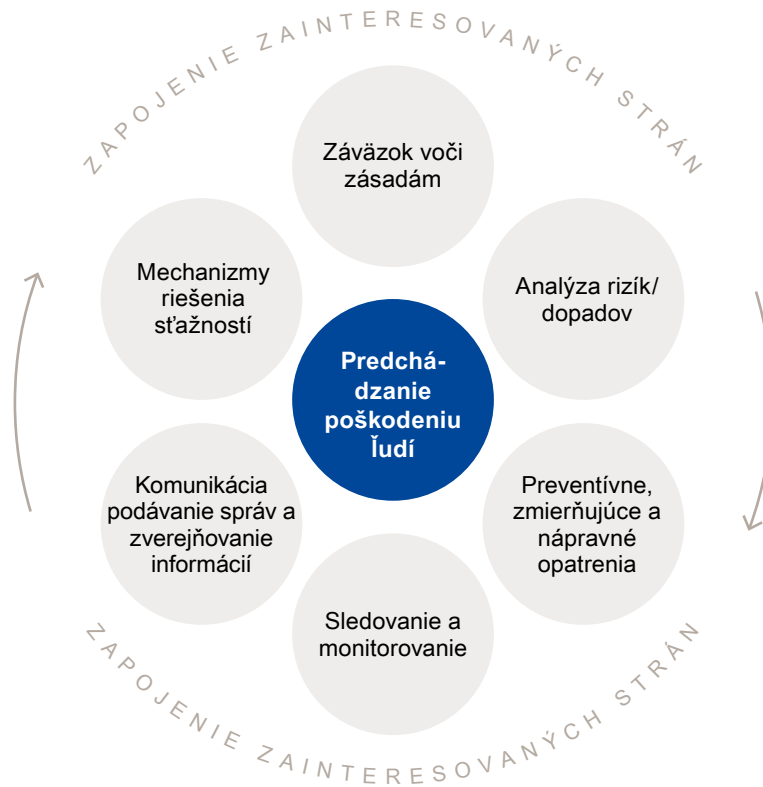 ZAPOJENIE ZAINTERESOVANÝCH STRÁN
Záväzok voči
zásadám
Analýza rizík/
dopadov
Preventívne,
zmierňujúce a
nápravné
opatrenia
Sledovanie a
monitorovanie
Komunikácia
podávanie správ a
zverejňovanie
informácií
Mechanizmy
riešenia
sťažností
Predchá-
dzanie
poškodeniu
ľudí
ZAPOJENIE ZAINTERESOVANÝCH STRÁN